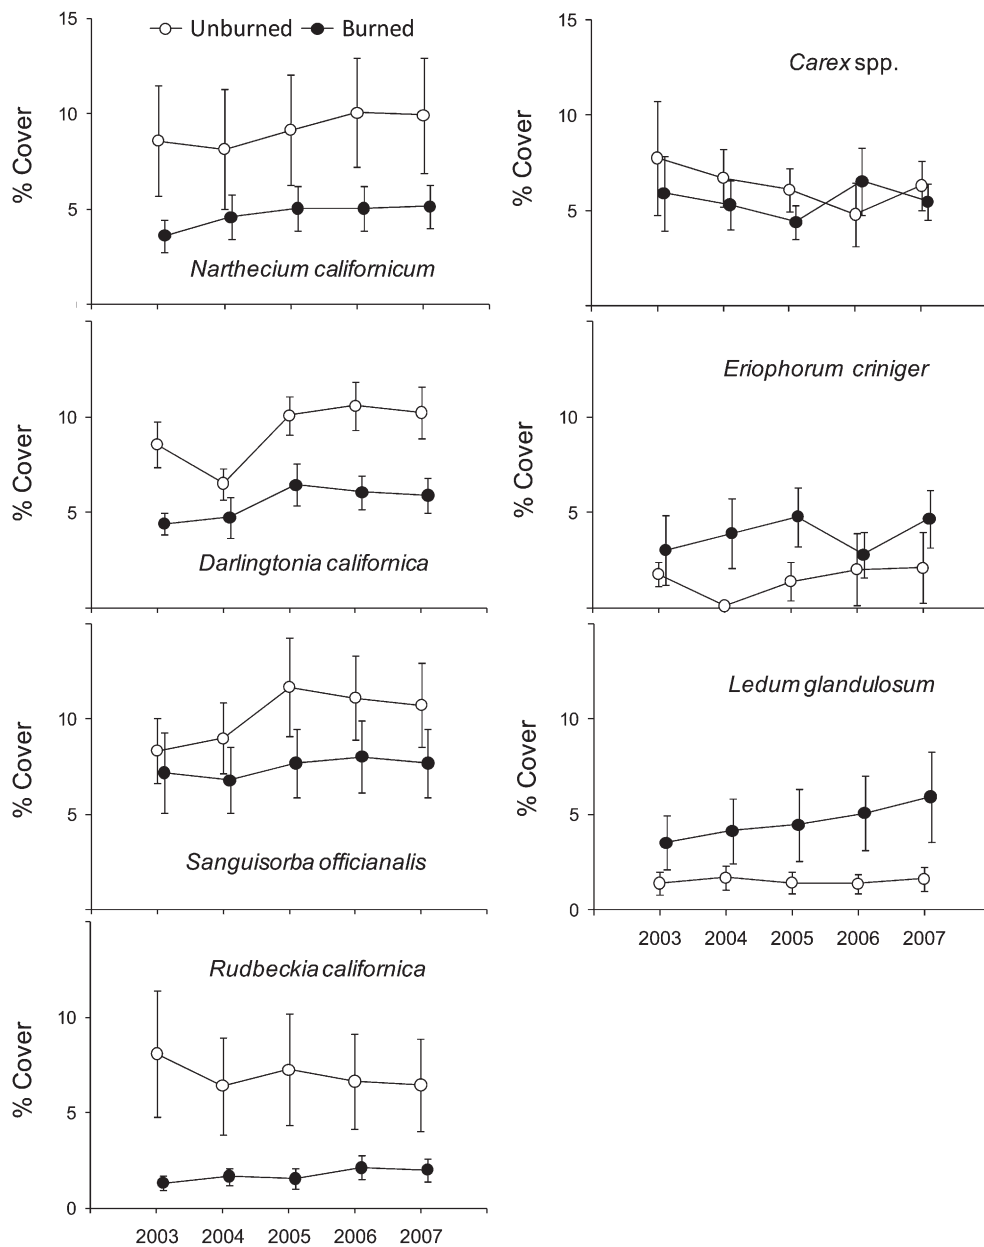 15
Unburned Burned
10
5
% Cover
Narthecium californicum
10
5
% Cover
Darlingtonia californica
10
5
% Cover
Sanguisorba officianalis
10
5
0
% Cover
Rudbeckia californica
2003 2004 2005 2006 2007
15
10
5
% Cover
Carex spp.
10
5
% Cover
Eriophorum criniger
10
5
0
% Cover
Ledum glandulosum
2003 2004 2005 2006 2007